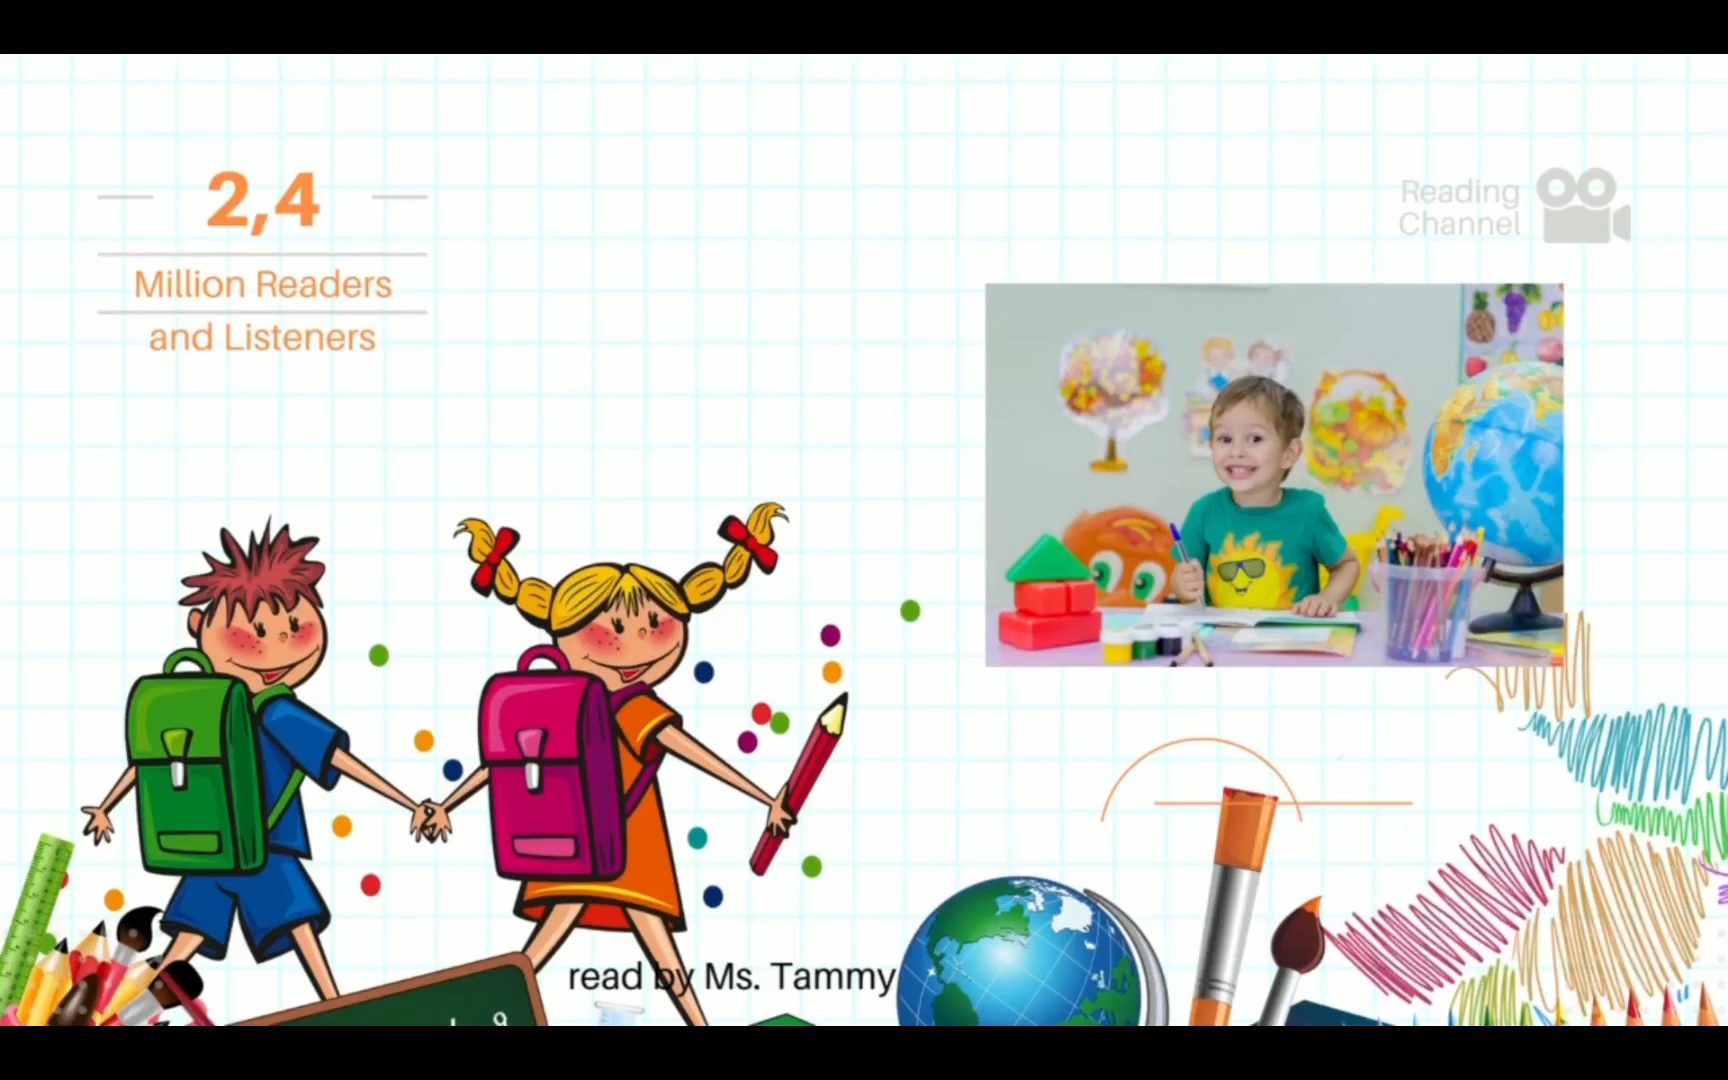 2,4
Million Readers
and Listeners
Reading
Channel
read by Ms. Tammy